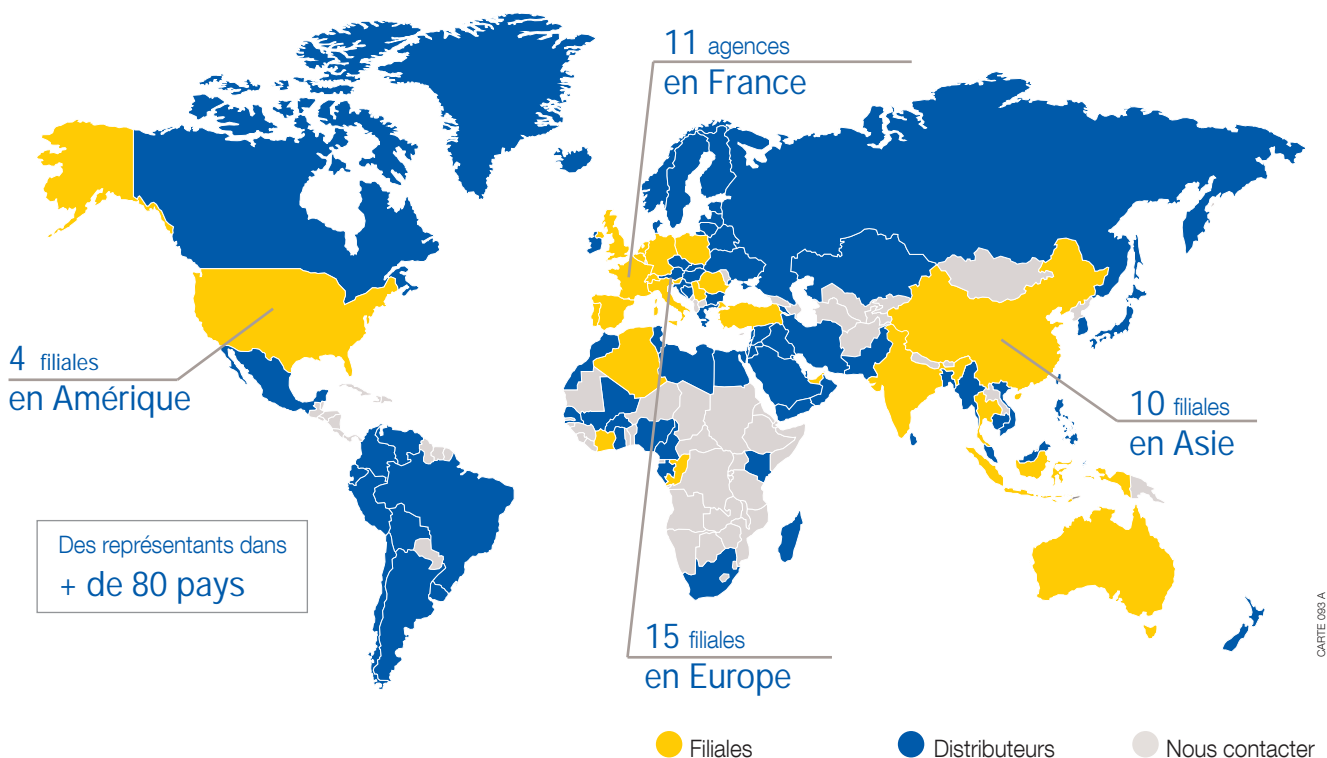 11 agences
en France
4 filiales
en Amérique
10 filiales
en Asie
Des représentants dans
+ de 80 pays
15 filiales
en Europe
CARTE 093 A
Filiales
Distributeurs
Nous contacter